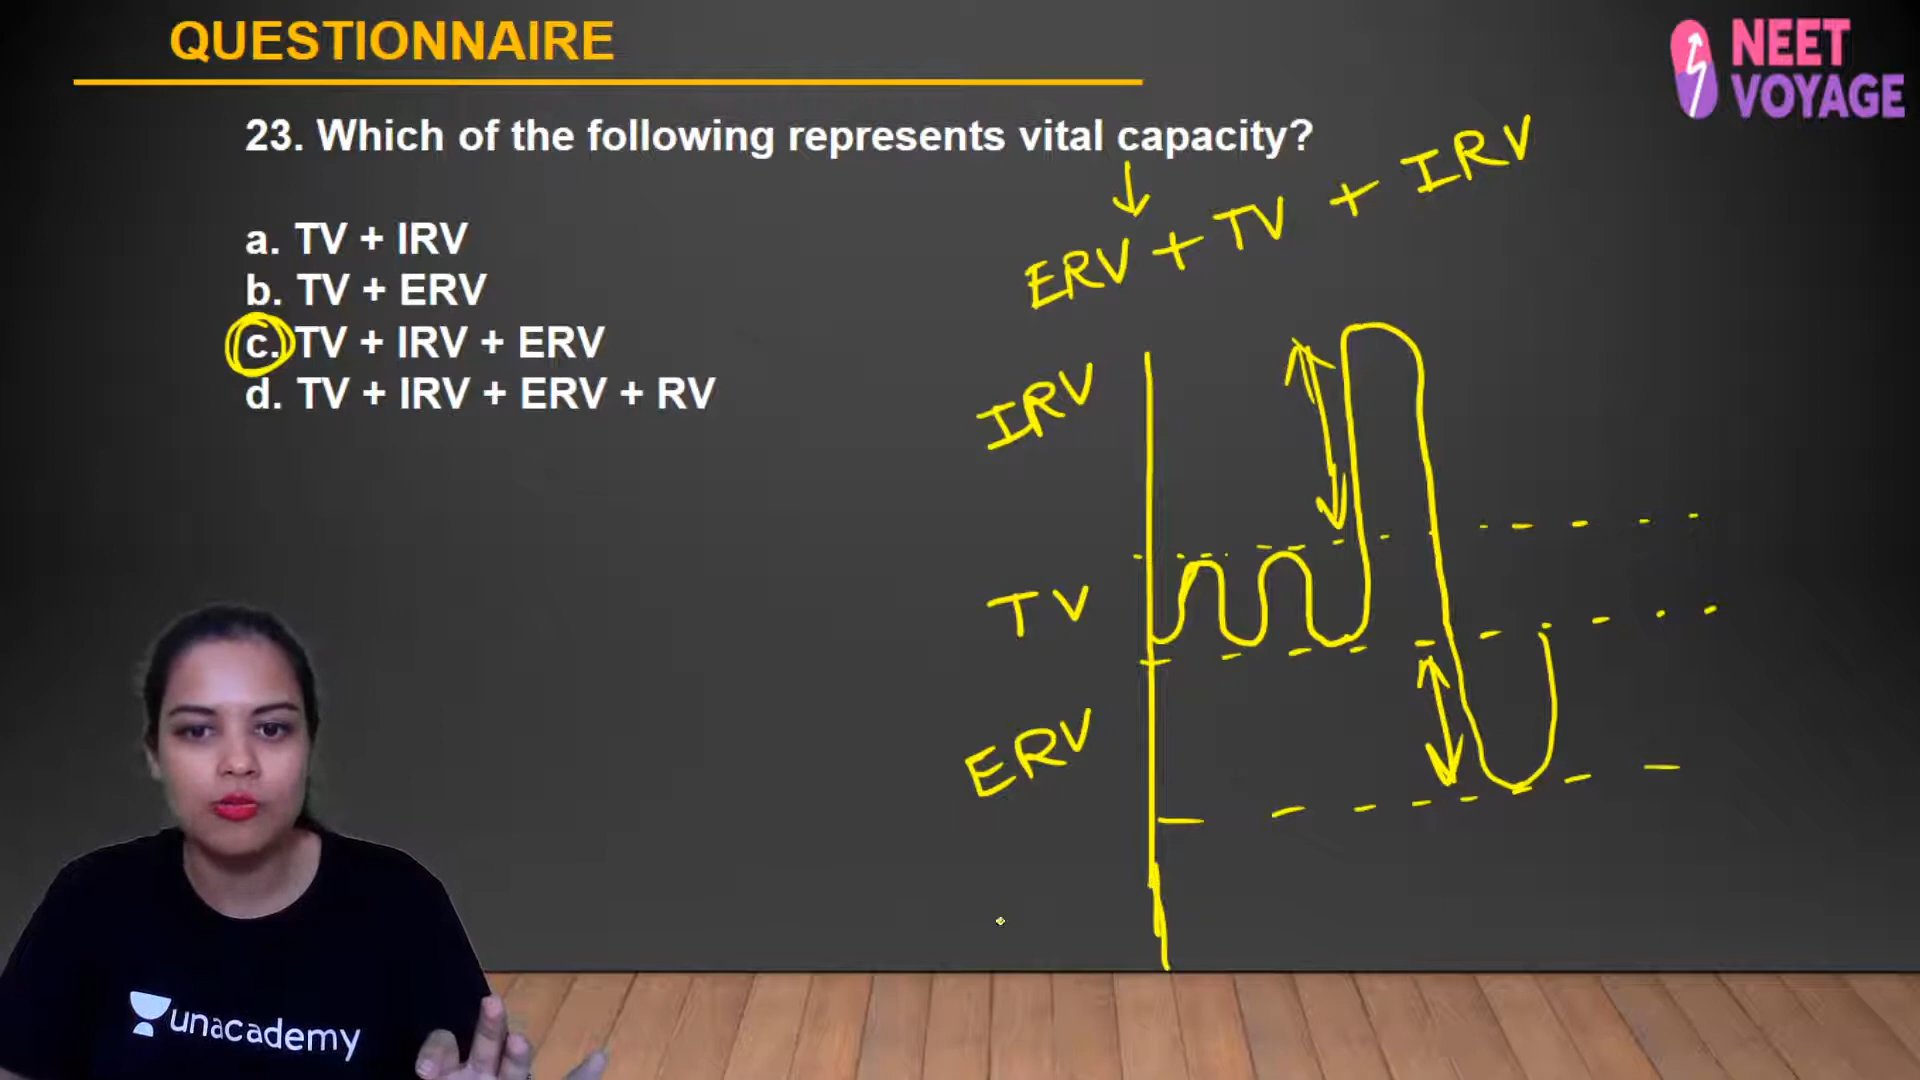 QUESTIONNAIRE
NEET
VOYAGE
23. Which of the following represents vital capacity?
ERV + TV + IRV
a. TV + IRV
b. TV + ERV
c. TV + IRV + ERV
d. TV + IRV + ERV + RV
IRV
TV
ERV
unacademy